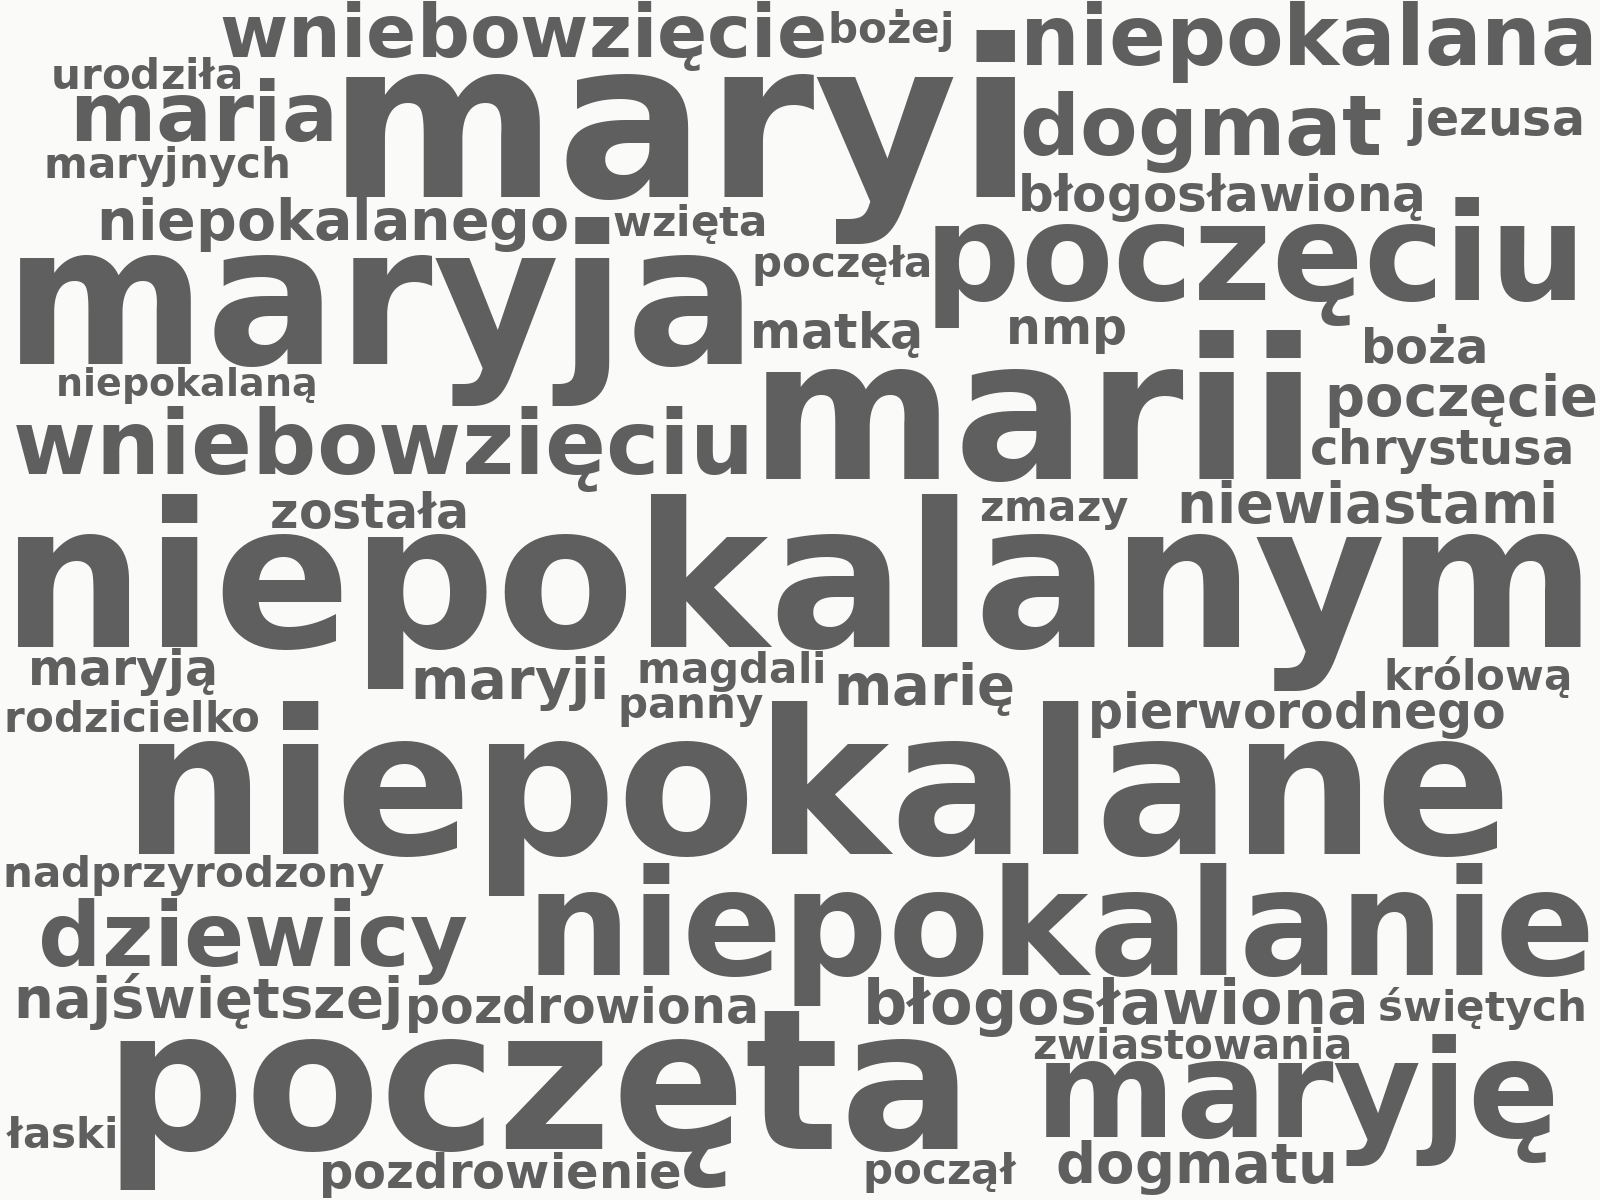 wniebowzięcie bożej niepokalana
urodziła
maria maryi dogmat jezusa
maryjnych
błogosławioną
niepokalanego wzięta
maryja poczęła poczęciu
matką nmp boża
niepokalaną marii poczęcie
wniebowzięciu chrystusa
została zmazy niewiastami
niepokalanym
maryją maryji magdali marię królową
rodzicielko panny pierworodnego
niepokalane
nadprzyrodzony
dziewicy niepokalanie
najświętszej pozdrowiona błogosławiona świętych
zwiastowania
poczęta maryję
łaski
pozdrowienie począł dogmatu